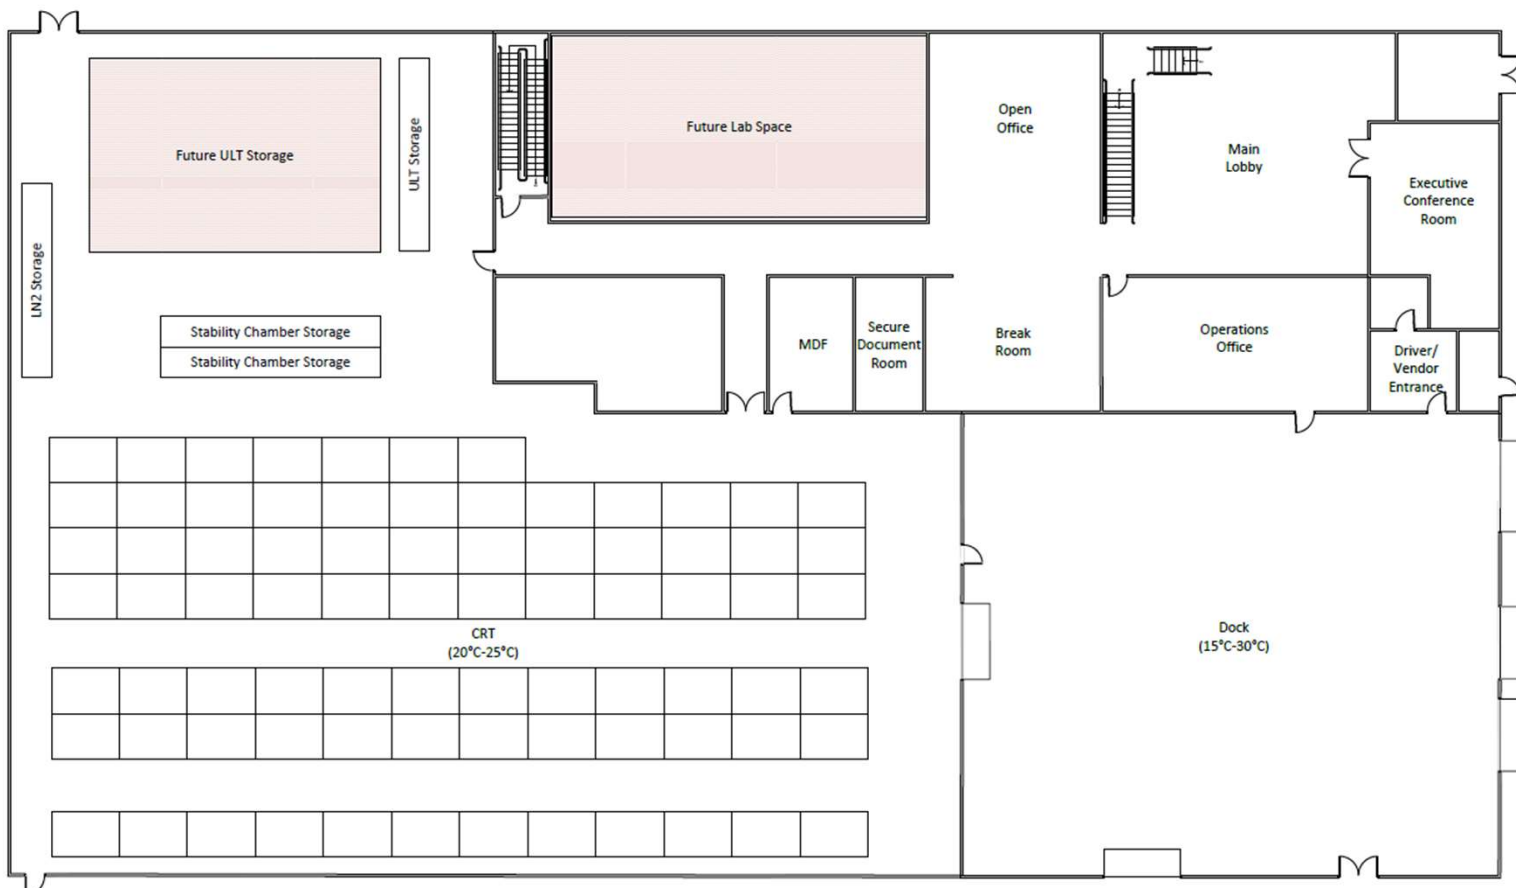 Future ULT Storage
ULT Storage
LN2 Storage
Stability Chamber Storage
Stability Chamber Storage
Future Lab Space
Open
Office
Main
Lobby
Executive
Conference
Room
MDF
Secure
Document
Room
Break
Room
Operations
Office
Driver/
Vendor
Entrance
CRT
(20°C-25°C)
Dock
(15°C-30°C)